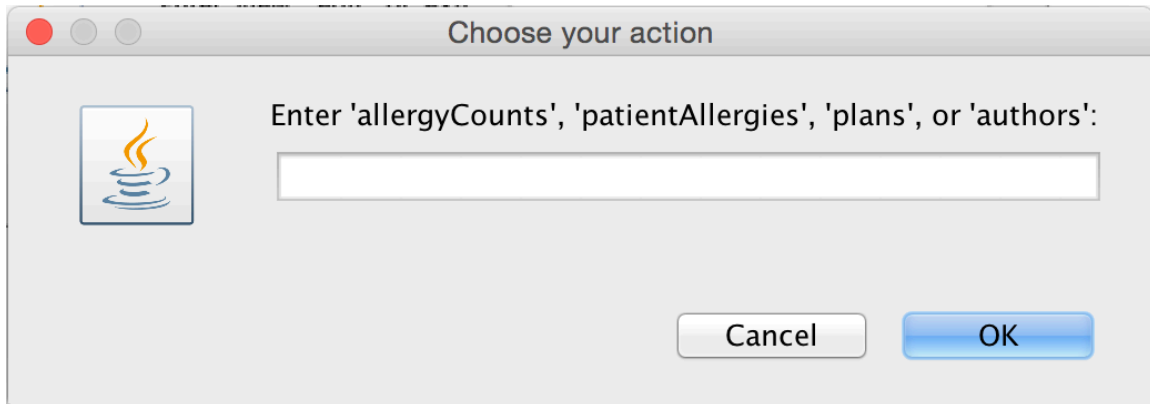 Choose your action
Enter 'allergyCounts', 'patientAllergies', 'plans', or 'authors':
Cancel
OK